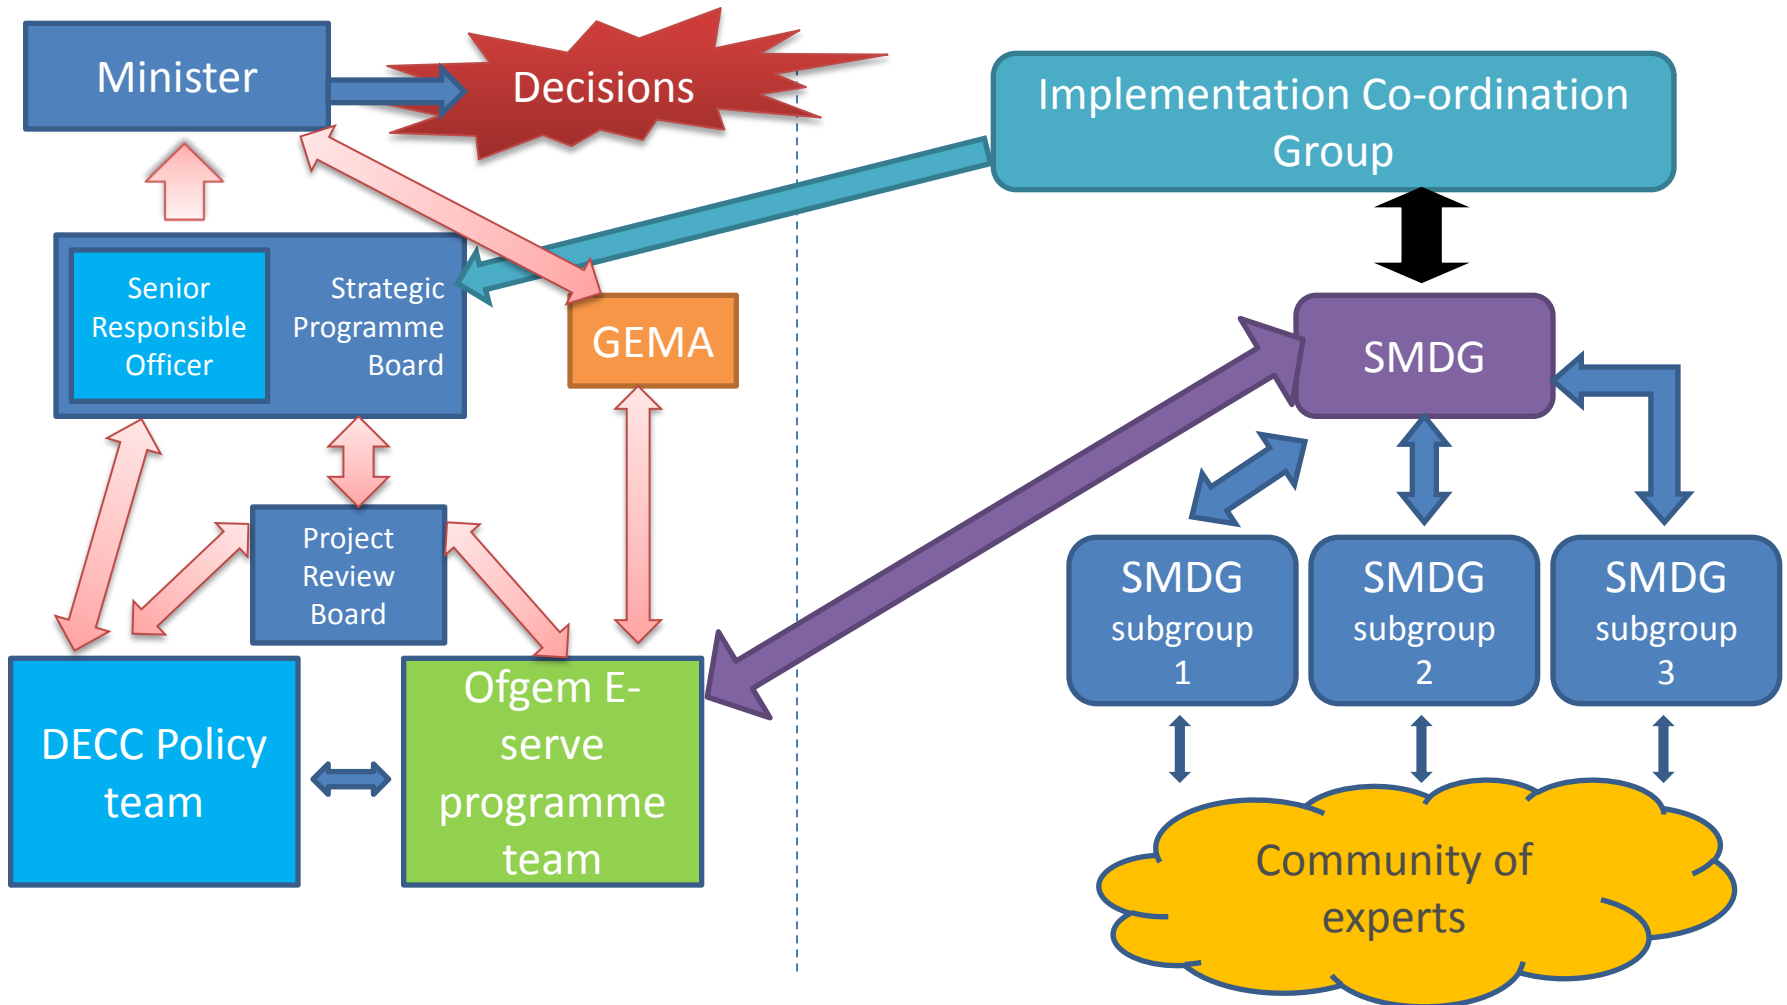 Minister
Decisions
Implementation Co-ordination
Group
Senior
Responsible
Officer
Strategic
Programme
Board
GEMA
SMDG
Project
Review
Board
SMDG
subgroup
1
SMDG
subgroup
2
SMDG
subgroup
3
DECC Policy
team
Ofgem E-
serve
programme
team
Community of
experts